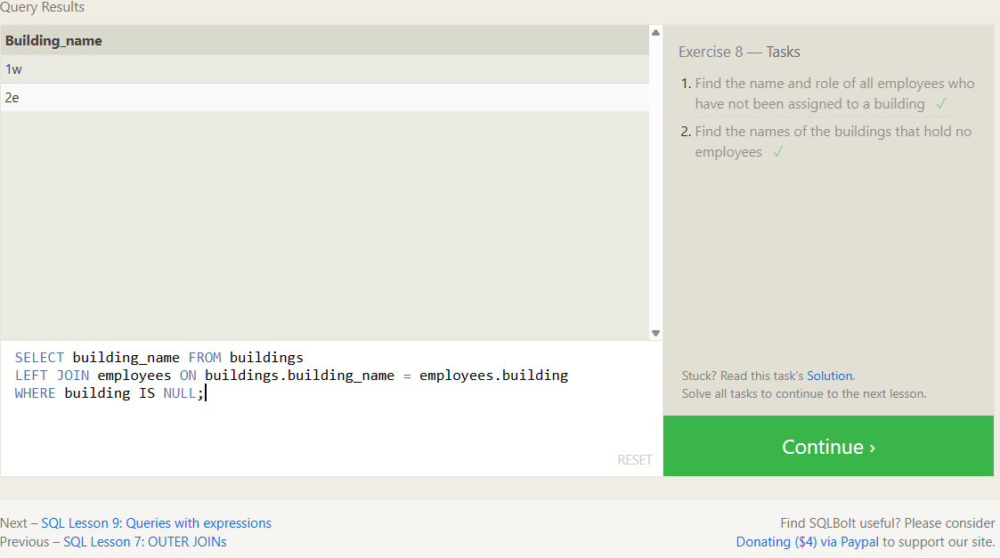 Query Results
Building_name
1w
2e
SELECT building_name FROM buildings
LEFT JOIN employees ON buildings.building_name = employees.building
WHERE building IS NULL;
RESET
Exercise 8 — Tasks
1. Find the name and role of all employees who
have not been assigned to a building ✓
2. Find the names of the buildings that hold no
employees ✓
Stuck? Read this task's Solution.
Solve all tasks to continue to the next lesson.
Continue ›
Next – SQL Lesson 9: Queries with expressions
Previous – SQL Lesson 7: OUTER JOINs
Find SQLBolt useful? Please consider
Donating ($4) via Paypal to support our site.